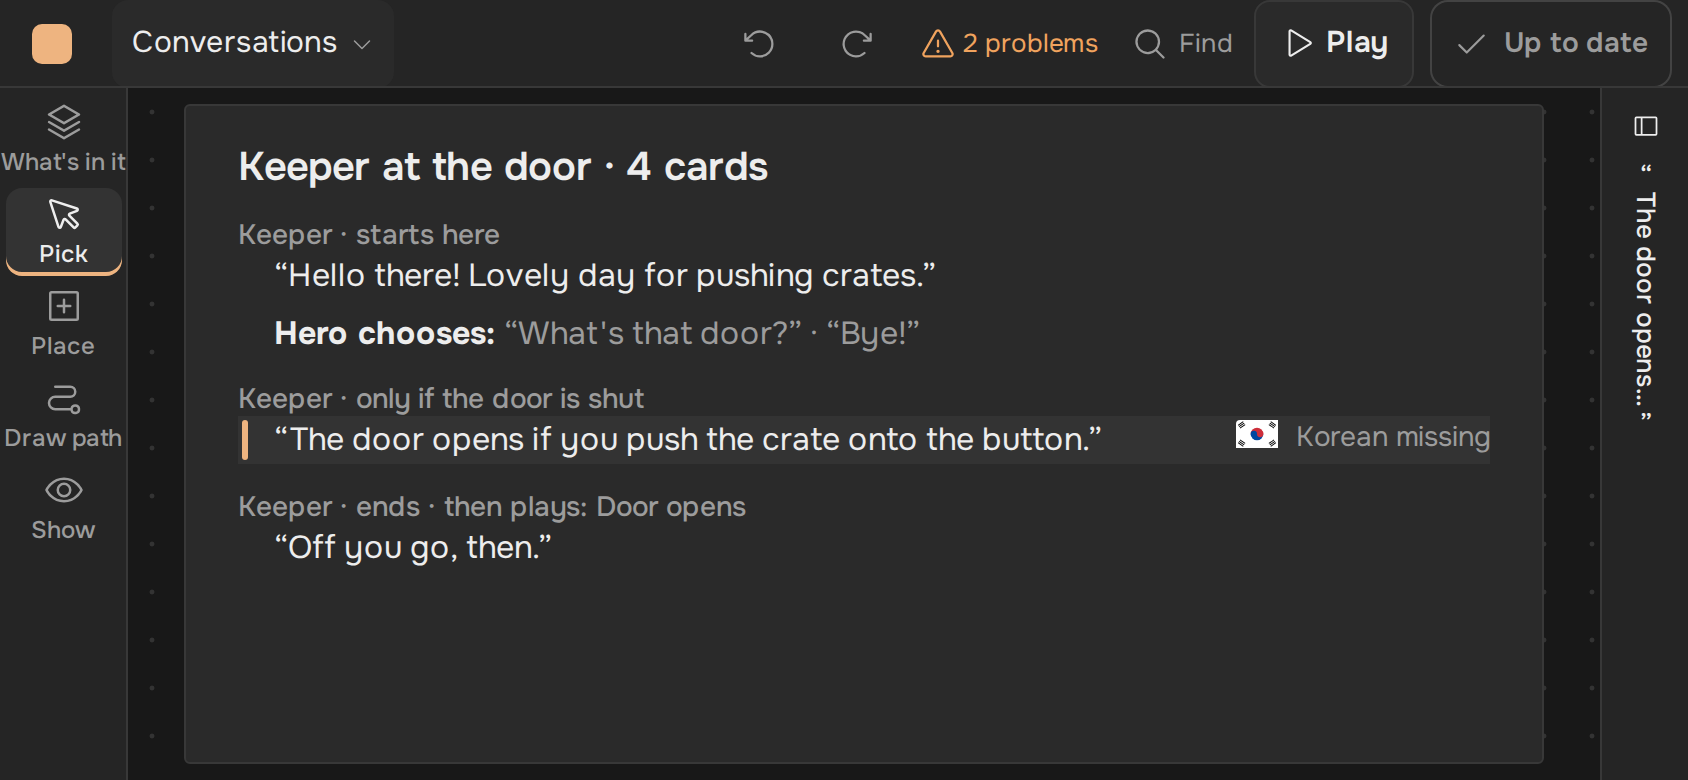 Conversations
2 problems
Find
Play
Up to date
What's in it
Pick
Place
Draw path
Show
Keeper at the door · 4 cards
Keeper · starts here
“Hello there! Lovely day for pushing crates.”
Hero chooses: “What's that door?” · “Bye!”
Keeper · only if the door is shut
“The door opens if you push the crate onto the button.”
Korean missing
Keeper · ends · then plays: Door opens
“Off you go, then.”
“ The door opens… ”